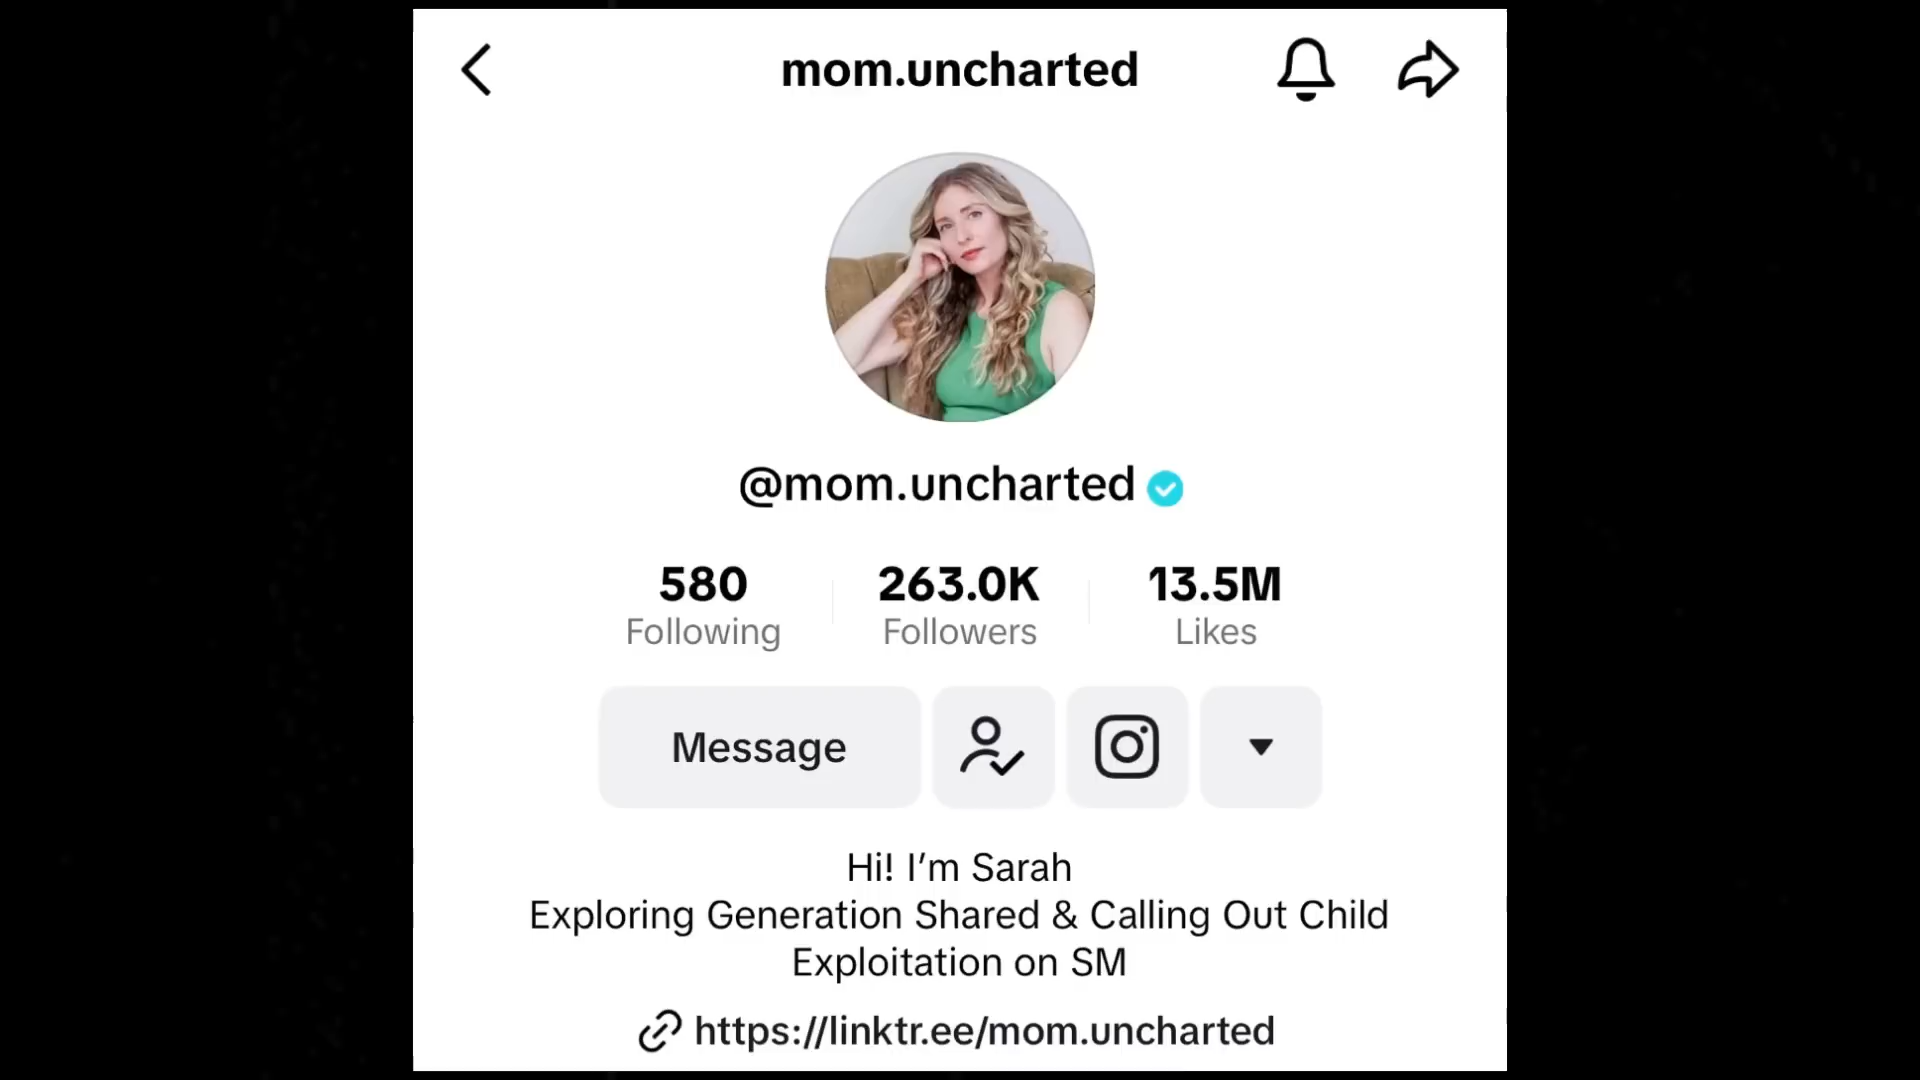 mom.uncharted
@mom.uncharted
580 263.0K 13.5M
Following Followers Likes
Message
Hi! I’m Sarah
Exploring Generation Shared & Calling Out Child
Exploitation on SM
https://linktr.ee/mom.uncharted